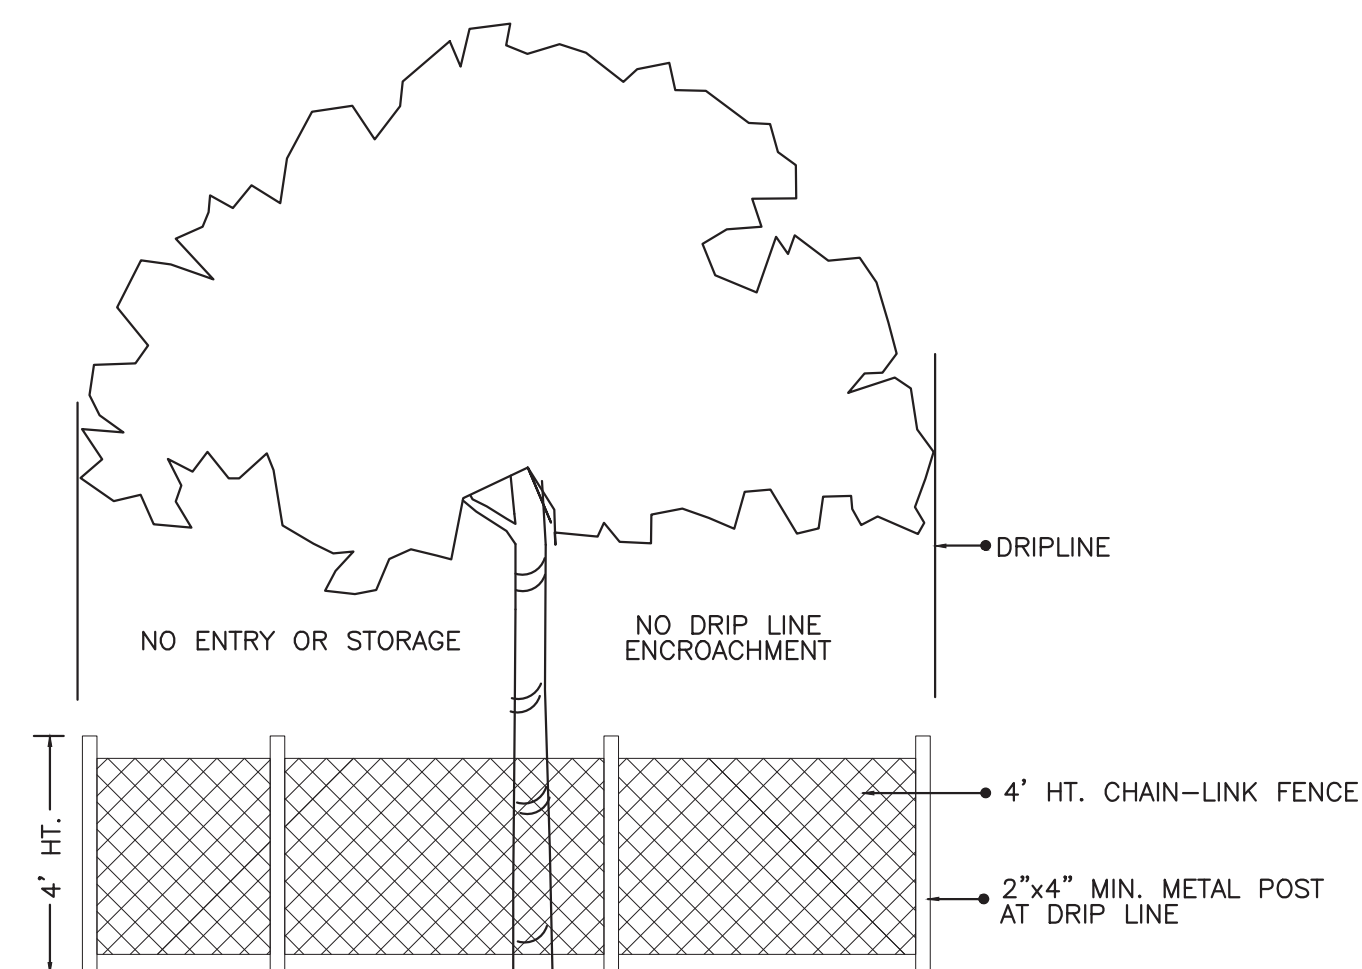 DRIPLINE
NO ENTRY OR STORAGE
NO DRIP LINE
ENCROACHMENT
4' HT. CHAIN-LINK FENCE
4' HT.
2"x4" MIN. METAL POST
AT DRIP LINE